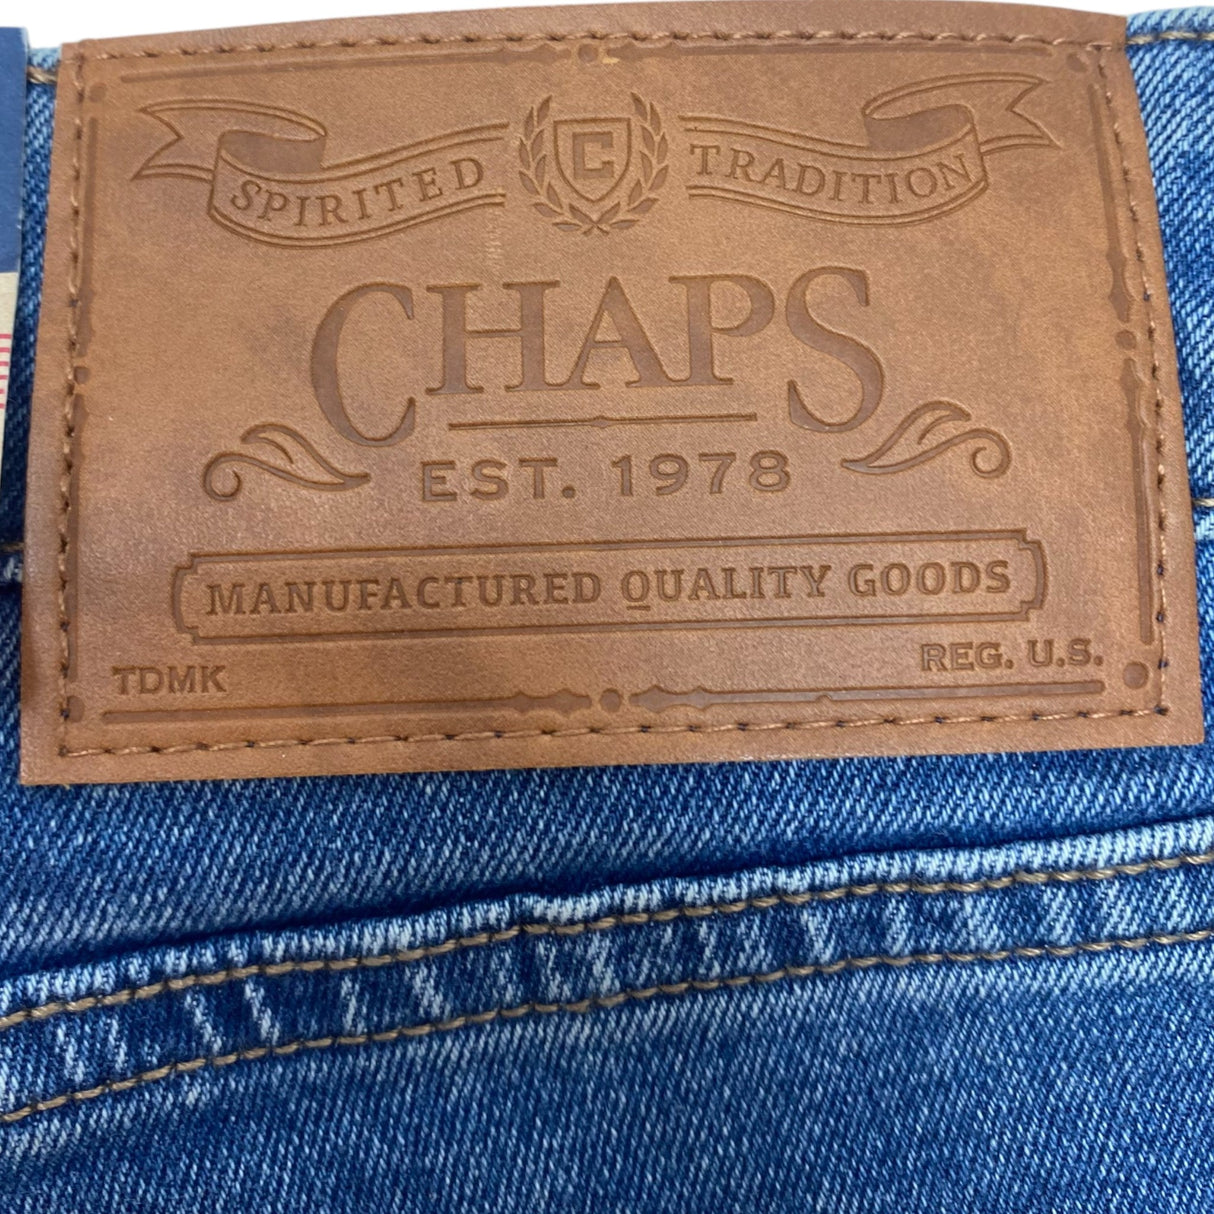 SPIRITED C TRADITION
CHAPS
EST. 1978
MANUFACTURED QUALITY GOODS
TDMK REG. U.S.